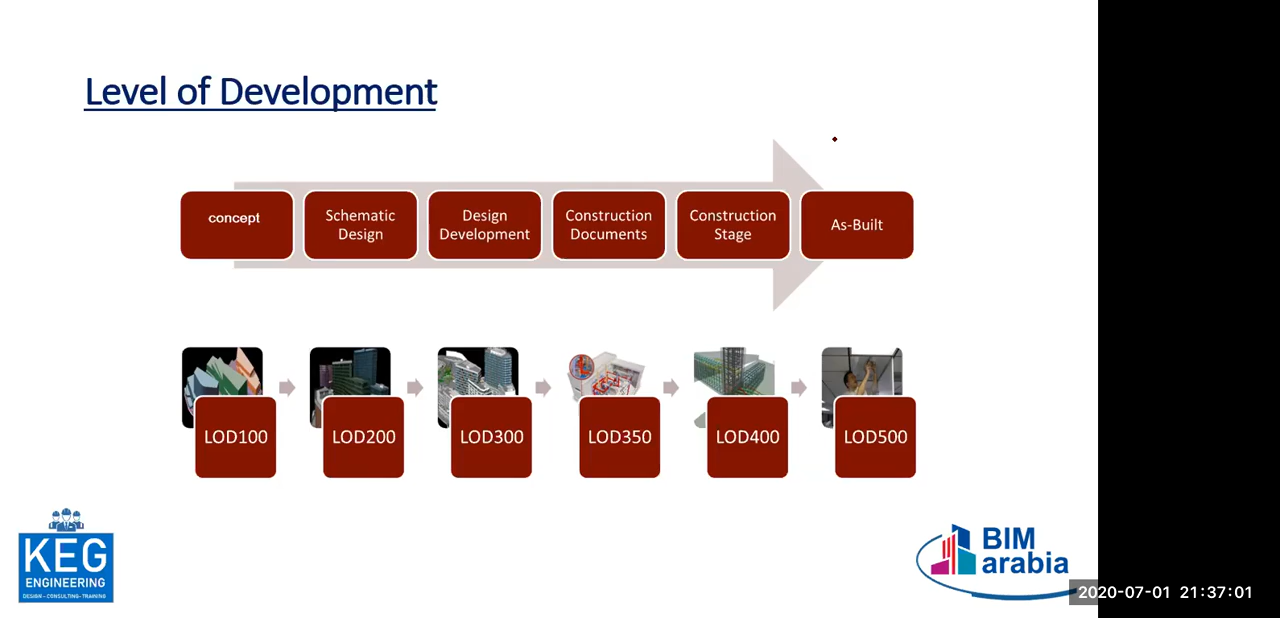 Level of Development
concept
Schematic
Design
Design
Development
Construction
Documents
Construction
Stage
As-Built
LOD100
LOD200
LOD300
LOD350
LOD400
LOD500
KEG
ENGINEERING
DESIGN - CONSULTING - TRAINING
BIM
arabia
2020-07-01 21:37:01